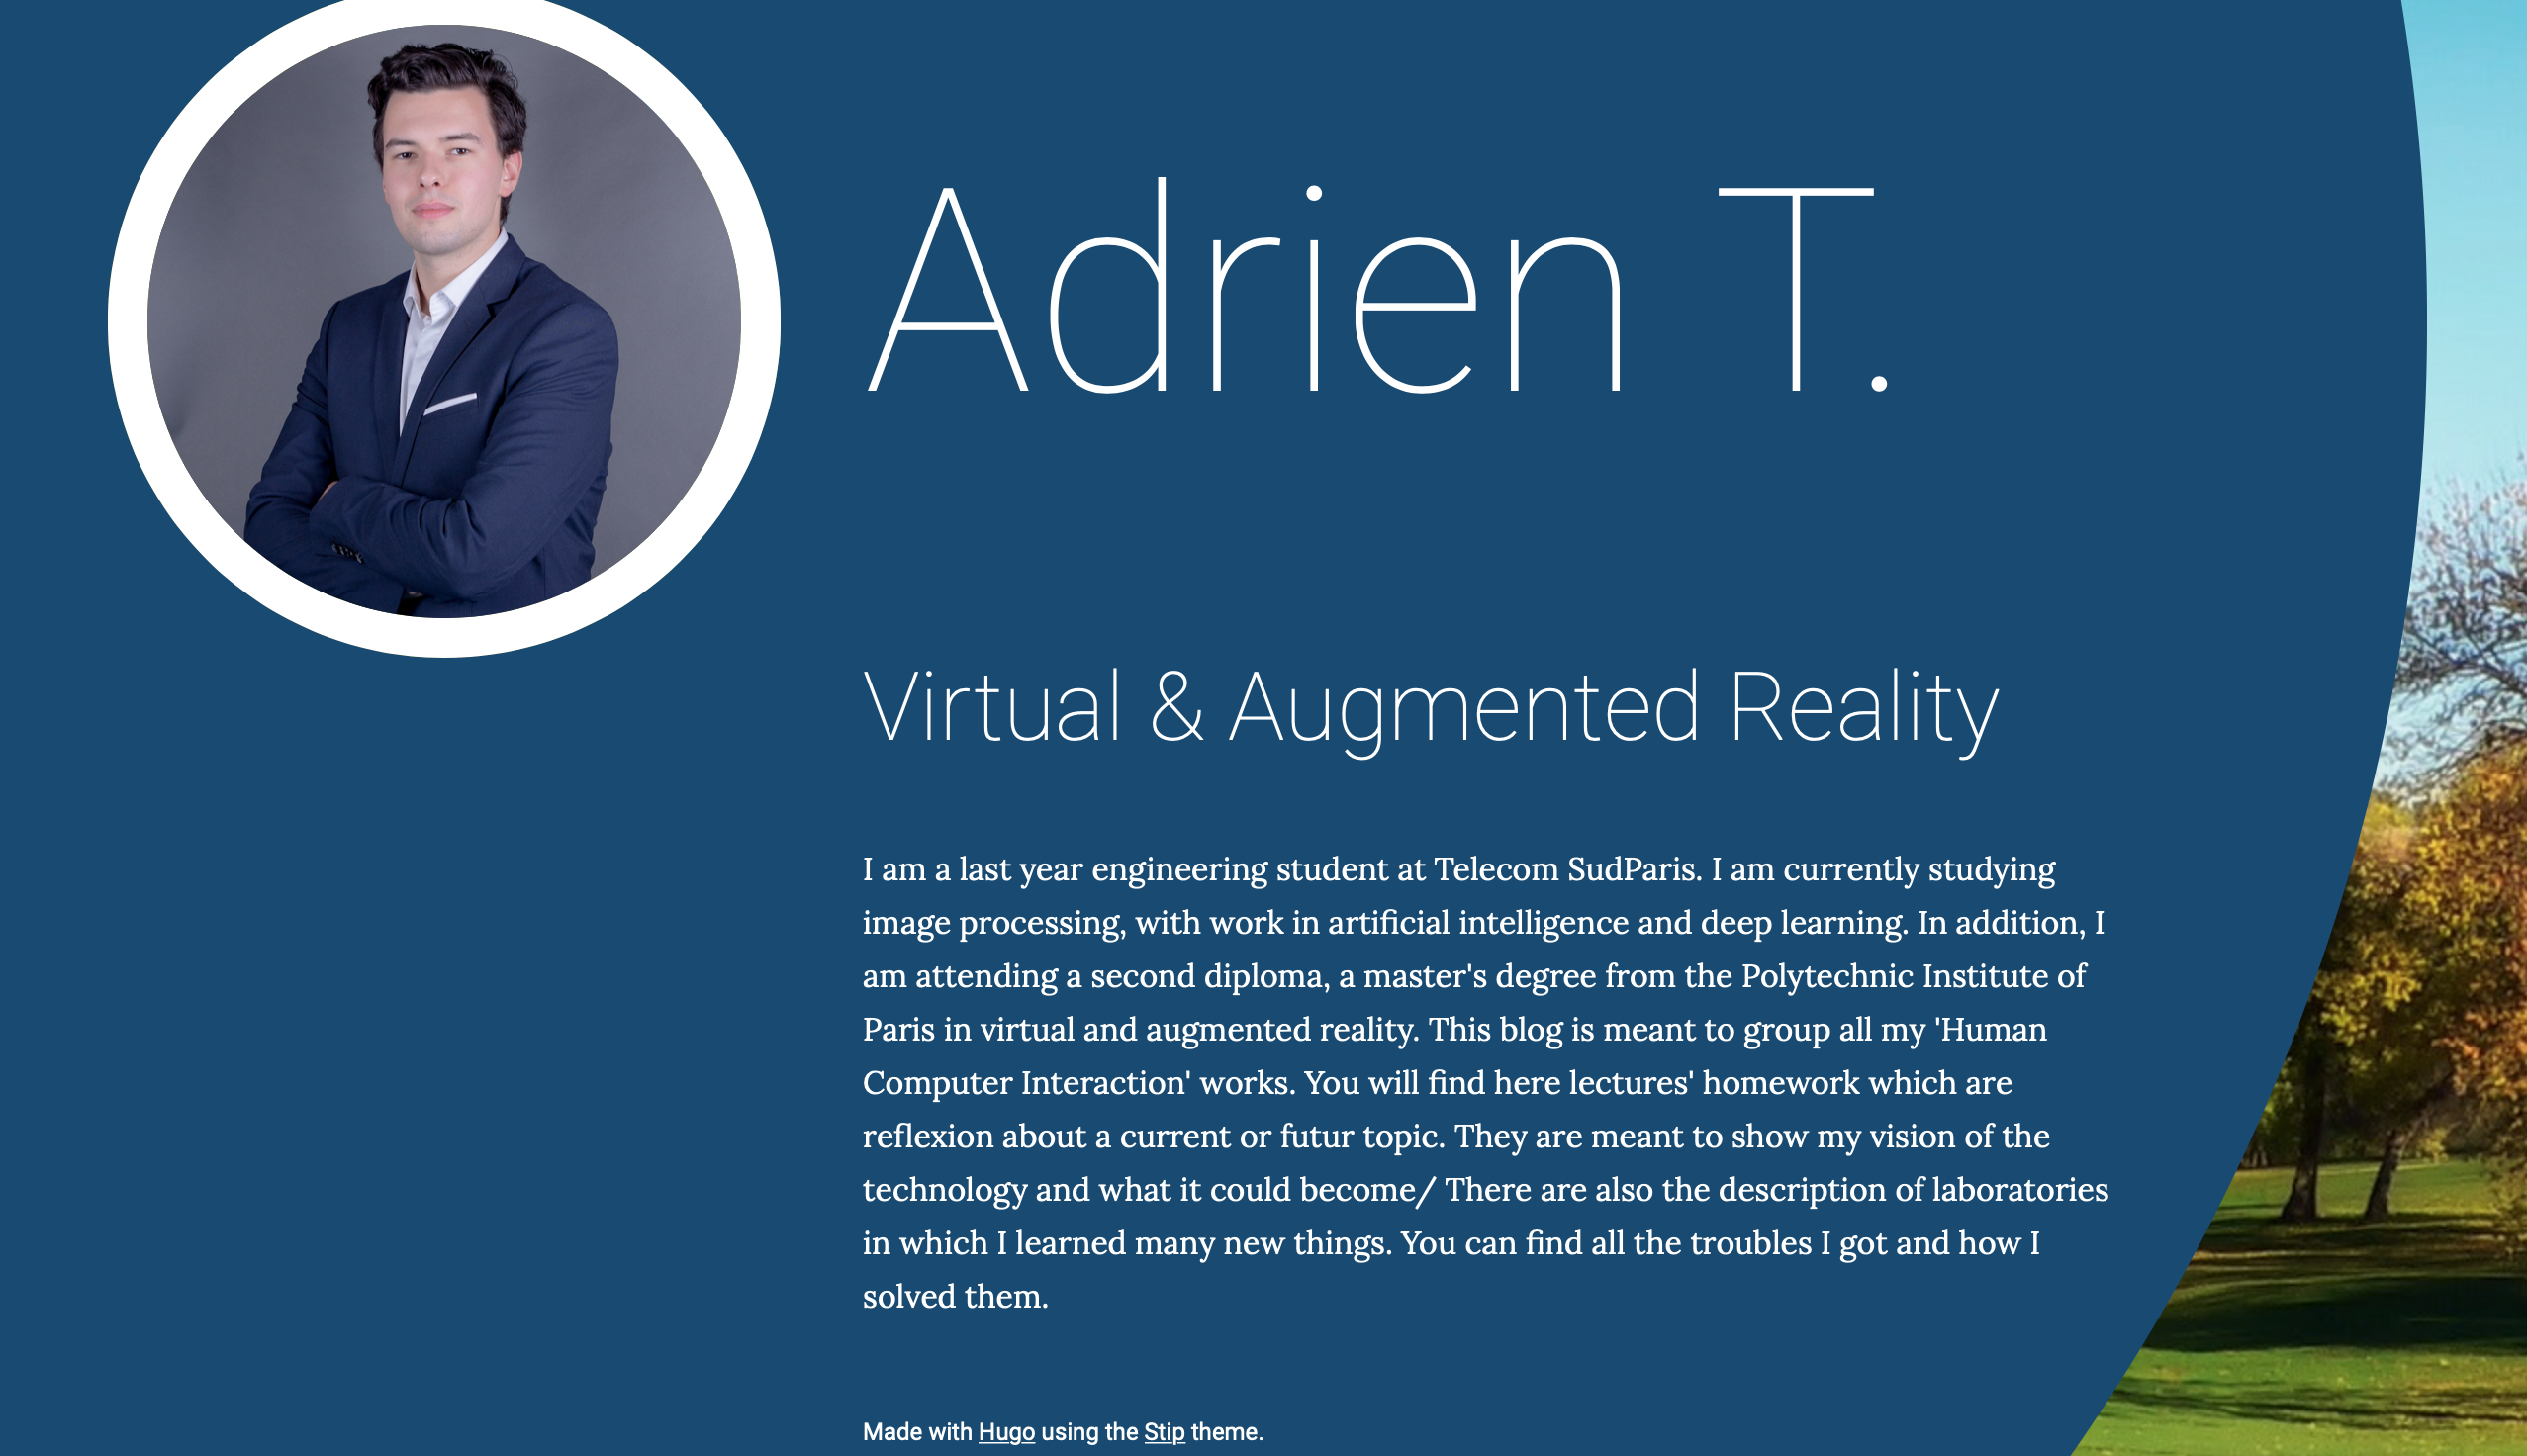 Adrien T.
Virtual & Augmented Reality
I am a last year engineering student at Telecom SudParis. I am currently studying
image processing, with work in artificial intelligence and deep learning. In addition, I
am attending a second diploma, a master's degree from the Polytechnic Institute of
Paris in virtual and augmented reality. This blog is meant to group all my 'Human
Computer Interaction' works. You will find here lectures' homework which are
reflexion about a current or futur topic. They are meant to show my vision of the
technology and what it could become/ There are also the description of laboratories
in which I learned many new things. You can find all the troubles I got and how I
solved them.
Made with Hugo using the Stip theme.